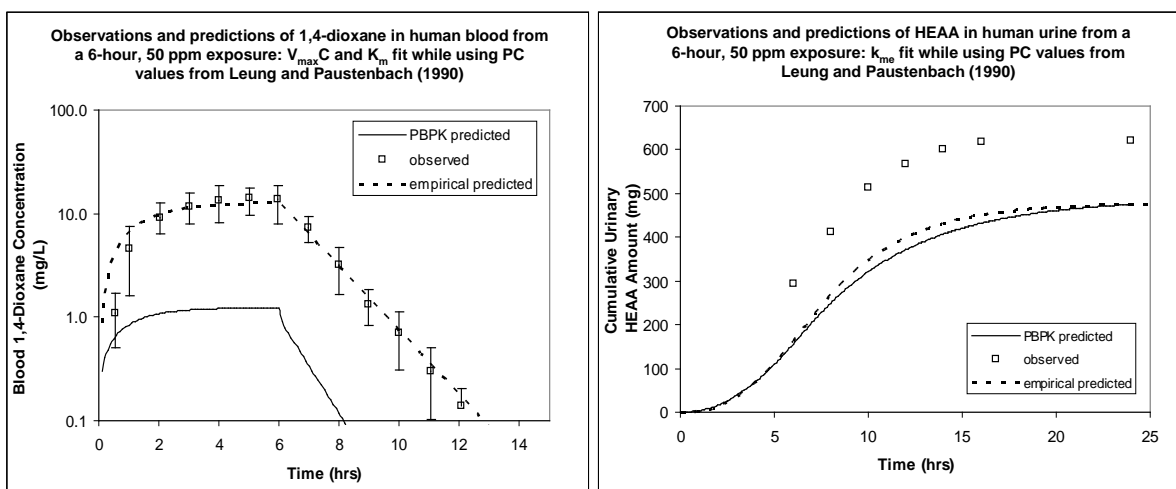 Observations and predictions of 1,4-dioxane in human blood from
a 6-hour, 50 ppm exposure: VmaxC and Km fit while using PC
values from Leung and Paustenbach (1990)
100.0
10.0
1.0
0.1
Blood 1,4-Dioxane Concentration
(mg/L)
PBPK predicted
observed
empirical predicted
0 2 4 6 8 10 12 14
Time (hrs)
Observations and predictions of HEAA in human urine from a
6-hour, 50 ppm exposure: kme fit while using PC values from
Leung and Paustenbach (1990)
700
600
500
400
300
200
100
0
Cumulative Urinary
HEAA Amount (mg)
PBPK predicted
observed
empirical predicted
0 5 10 15 20 25
Time (hrs)